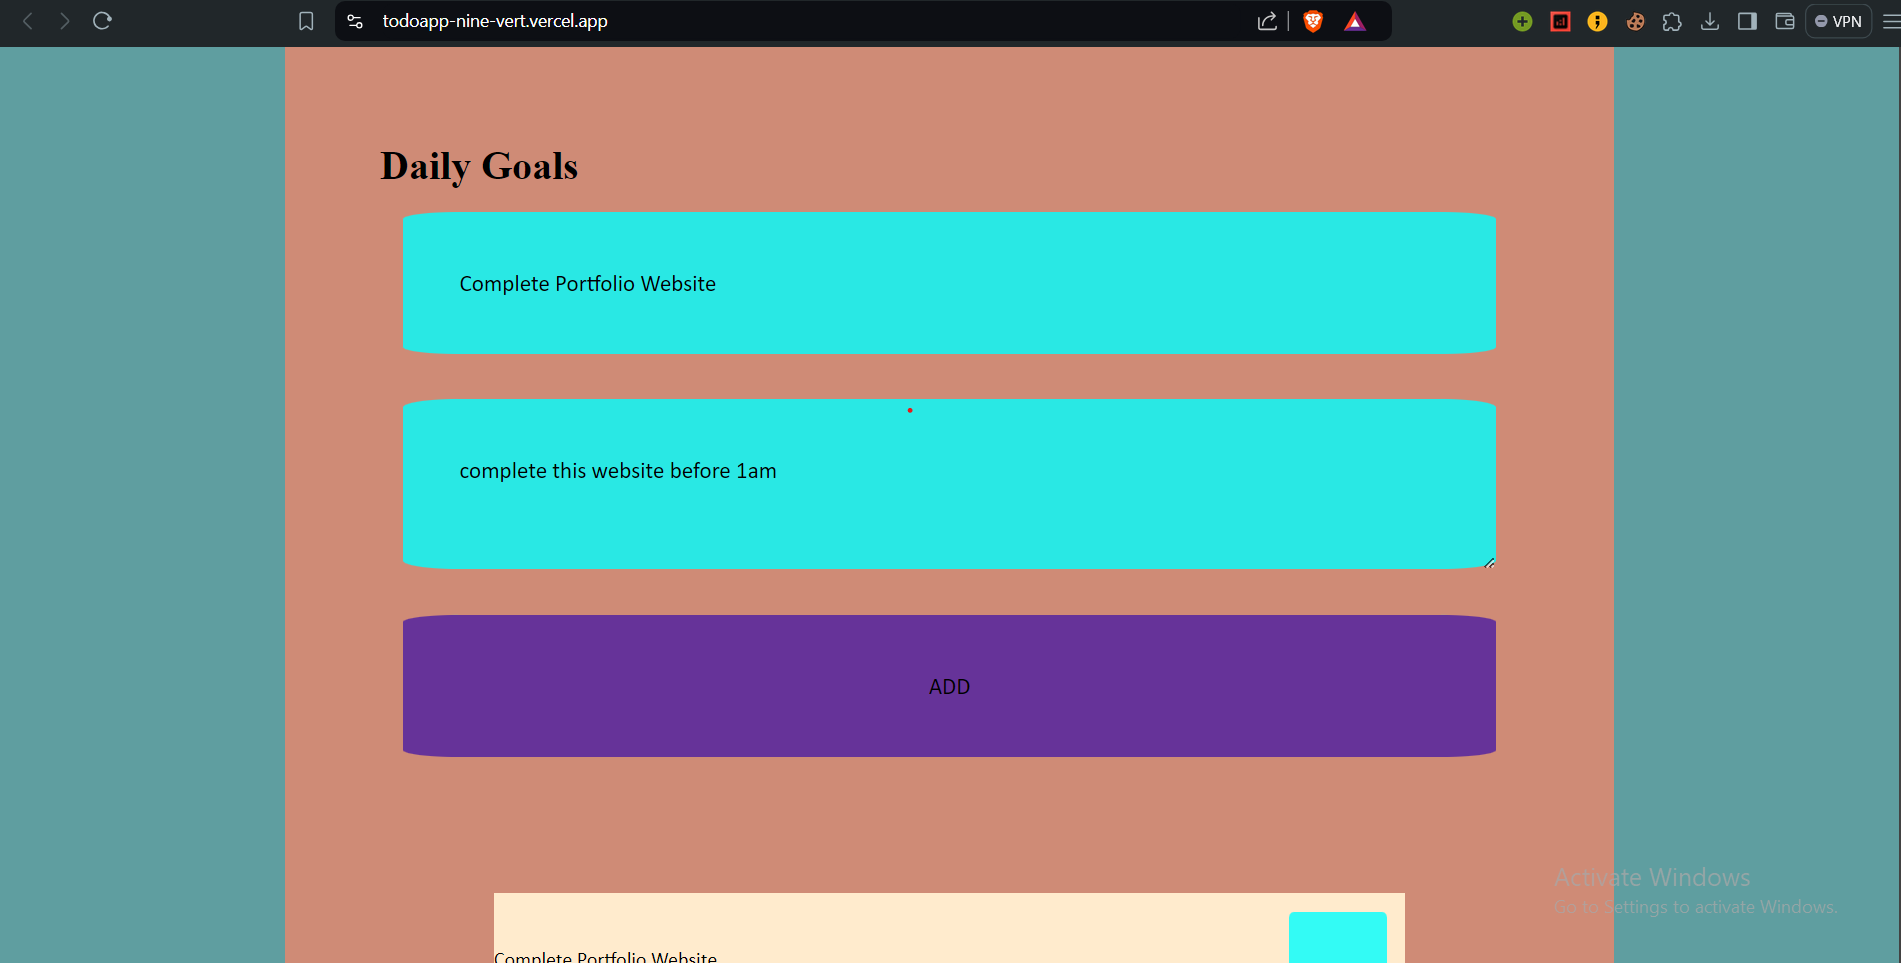 todoapp-nine-vert.vercel.app
VPN
Daily Goals
Complete Portfolio Website
complete this website before 1am
ADD
Activate Windows
Go to Settings to activate Windows.
Complete Portfolio Website